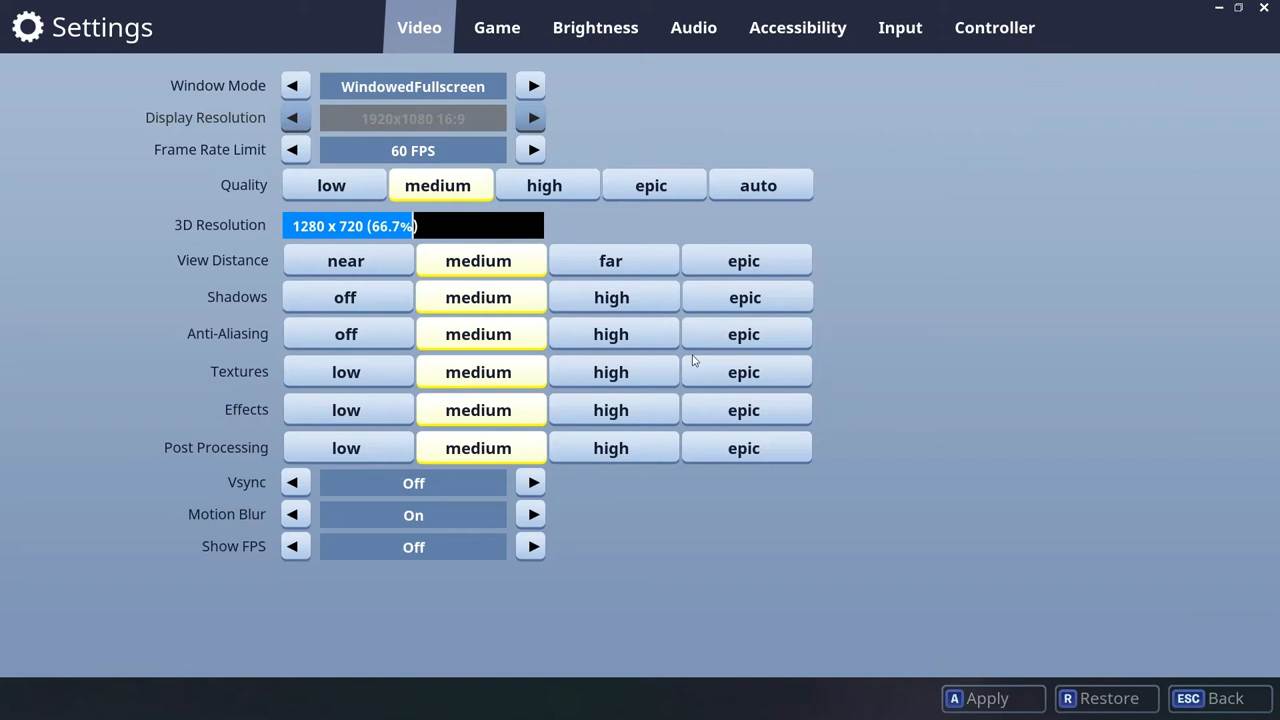 Settings
Video Game Brightness Audio Accessibility Input Controller
Window Mode WindowedFullscreen
Display Resolution 1920x1080 16:9
Frame Rate Limit 60 FPS
Quality low medium high epic auto
3D Resolution 1280 x 720 (66.7%)
View Distance near medium far epic
Shadows off medium high epic
Anti-Aliasing off medium high epic
Textures low medium high epic
Effects low medium high epic
Post Processing low medium high epic
Vsync Off
Motion Blur On
Show FPS Off
A Apply R Restore ESC Back